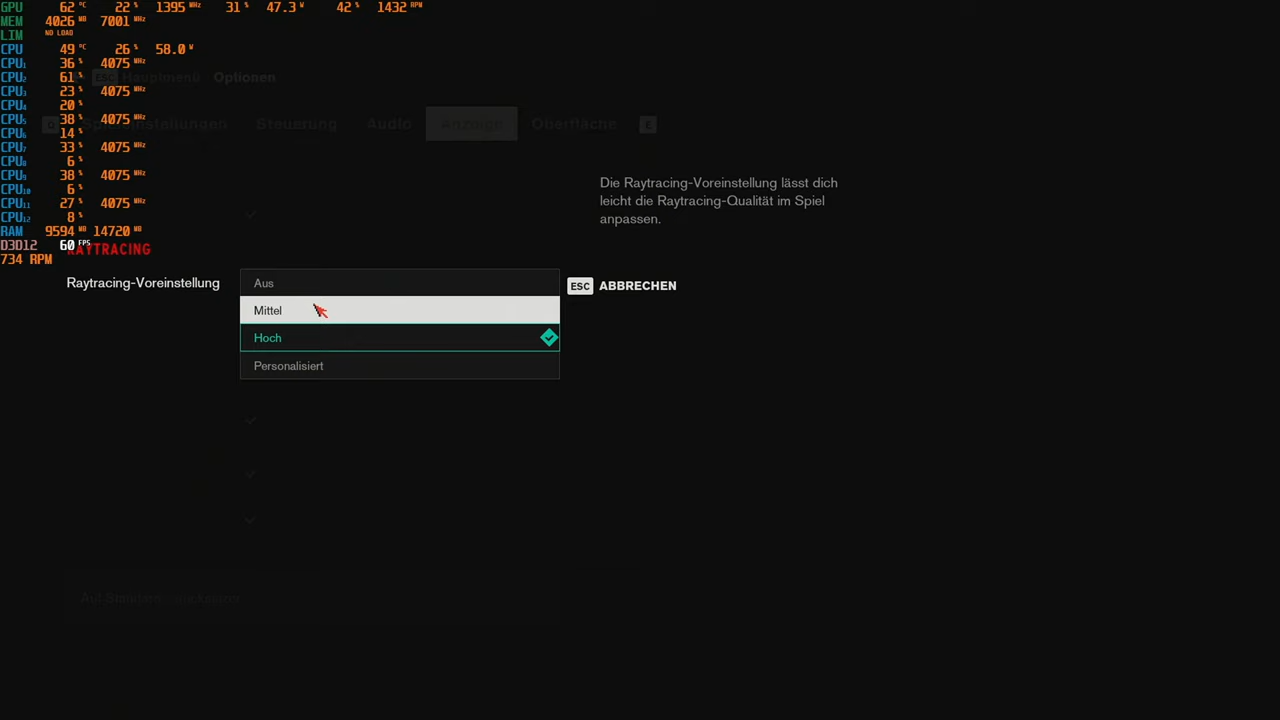 GPU 62 °C 22 % 1395 MHz 31 % 47.3 W 42 % 1432 RPM
MEM 4026 MB 7001 MHz
LIM NO LOAD
CPU 49 °C 26 % 58.0 W
CPU1 36 % 4075 MHz
CPU2 61 %
ESC Hauptmenü Optionen
CPU3 23 % 4075 MHz
CPU4 20 %
CPU5 38 % 4075 MHz
Q Spieleinstellungen Steuerung Audio Anzeige Oberfläche E
CPU6 14 %
CPU7 33 % 4075 MHz
CPU8 6 %
CPU9 38 % 4075 MHz
CPU10 6 %
CPU11 27 % 4075 MHz
CPU12 8 %
RAM 9594 MB 14720 MB
D3D12 60 FPS
RAYTRACING
734 RPM
Die Raytracing-Voreinstellung lässt dich
leicht die Raytracing-Qualität im Spiel
anpassen.
Raytracing-Voreinstellung
Aus
Mittel
Hoch
Personalisiert
ESC ABBRECHEN